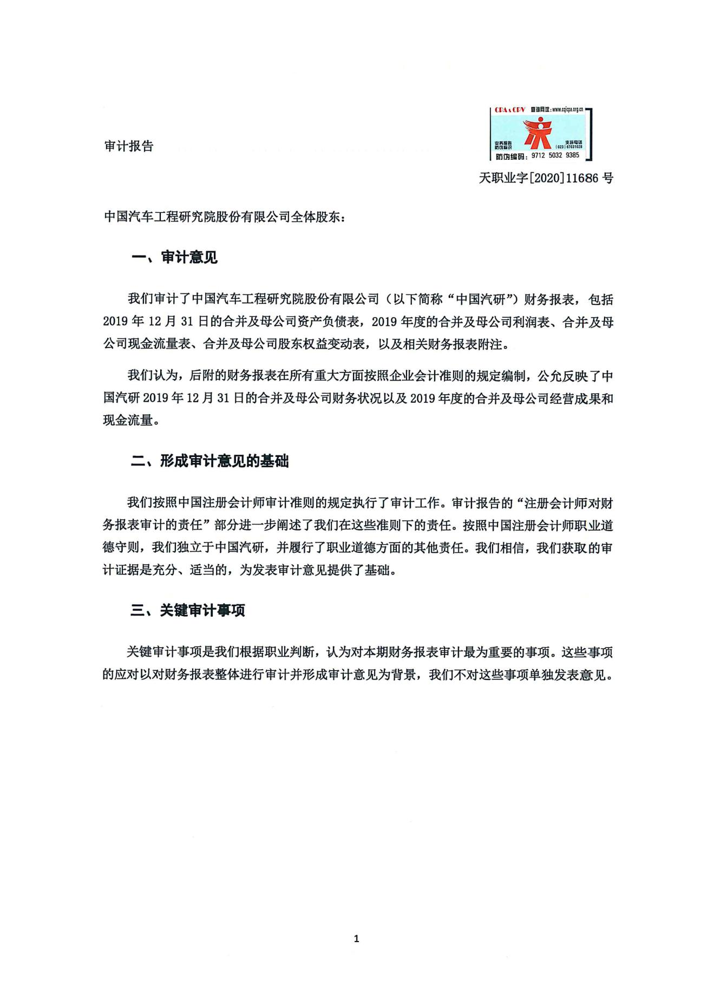 CPA & CPV 查询网址:www.cqicpa.org.cn
业务报告
防伪标识
支持电话
(023)67031028
防伪编码：9712 5032 9385
审计报告
天职业字[2020]11686 号
中国汽车工程研究院股份有限公司全体股东：
一、审计意见
我们审计了中国汽车工程研究院股份有限公司（以下简称“中国汽研”）财务报表，包括
2019 年 12 月 31 日的合并及母公司资产负债表，2019 年度的合并及母公司利润表、合并及母
公司现金流量表、合并及母公司股东权益变动表，以及相关财务报表附注。
我们认为，后附的财务报表在所有重大方面按照企业会计准则的规定编制，公允反映了中
国汽研 2019 年 12 月 31 日的合并及母公司财务状况以及 2019 年度的合并及母公司经营成果和
现金流量。
二、形成审计意见的基础
我们按照中国注册会计师审计准则的规定执行了审计工作。审计报告的“注册会计师对财
务报表审计的责任”部分进一步阐述了我们在这些准则下的责任。按照中国注册会计师职业道
德守则，我们独立于中国汽研，并履行了职业道德方面的其他责任。我们相信，我们获取的审
计证据是充分、适当的，为发表审计意见提供了基础。
三、关键审计事项
关键审计事项是我们根据职业判断，认为对本期财务报表审计最为重要的事项。这些事项
的应对以对财务报表整体进行审计并形成审计意见为背景，我们不对这些事项单独发表意见。
1